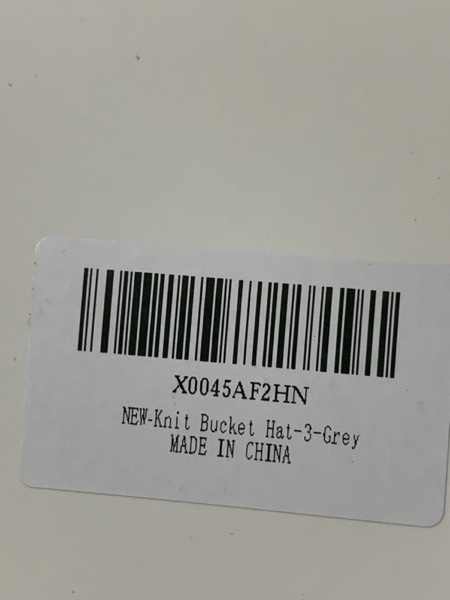 X0045AF2HN
NEW-Knit Bucket Hat-3-Grey
MADE IN CHINA